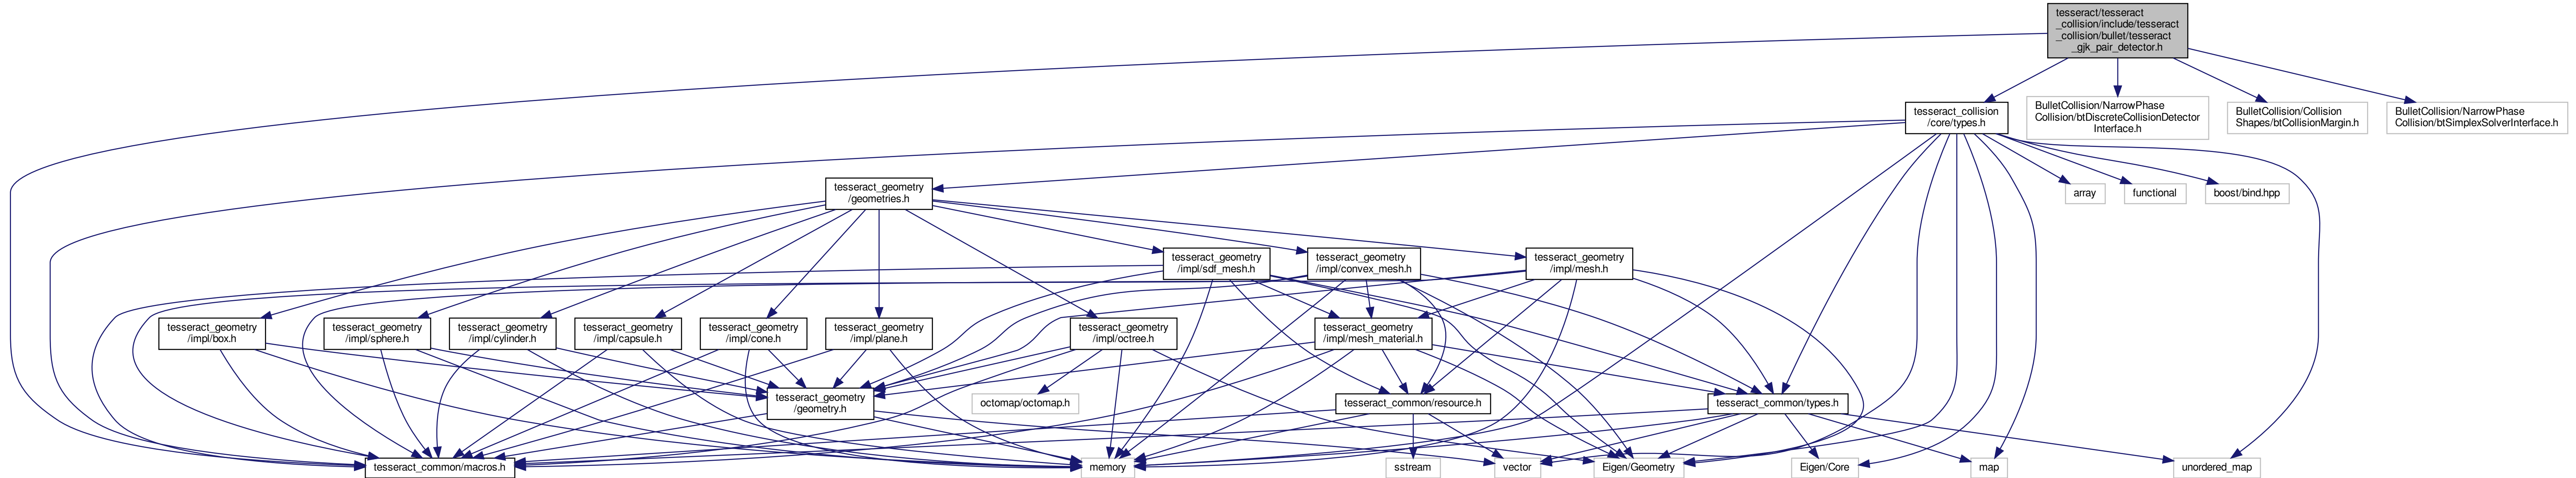 tesseract/tesseract
_collision/include/tesseract
_collision/bullet/tesseract
_gjk_pair_detector.h
tesseract_collision
/core/types.h
BulletCollision/NarrowPhase
Collision/btDiscreteCollisionDetector
Interface.h
BulletCollision/Collision
Shapes/btCollisionMargin.h
BulletCollision/NarrowPhase
Collision/btSimplexSolverInterface.h
tesseract_geometry
/geometries.h
array
functional
boost/bind.hpp
tesseract_geometry
/impl/sdf_mesh.h
tesseract_geometry
/impl/convex_mesh.h
tesseract_geometry
/impl/mesh.h
tesseract_geometry
/impl/box.h
tesseract_geometry
/impl/sphere.h
tesseract_geometry
/impl/cylinder.h
tesseract_geometry
/impl/capsule.h
tesseract_geometry
/impl/cone.h
tesseract_geometry
/impl/plane.h
tesseract_geometry
/impl/octree.h
tesseract_geometry
/impl/mesh_material.h
tesseract_geometry
/geometry.h
octomap/octomap.h
tesseract_common/resource.h
tesseract_common/types.h
tesseract_common/macros.h
memory
sstream
vector
Eigen/Geometry
Eigen/Core
map
unordered_map